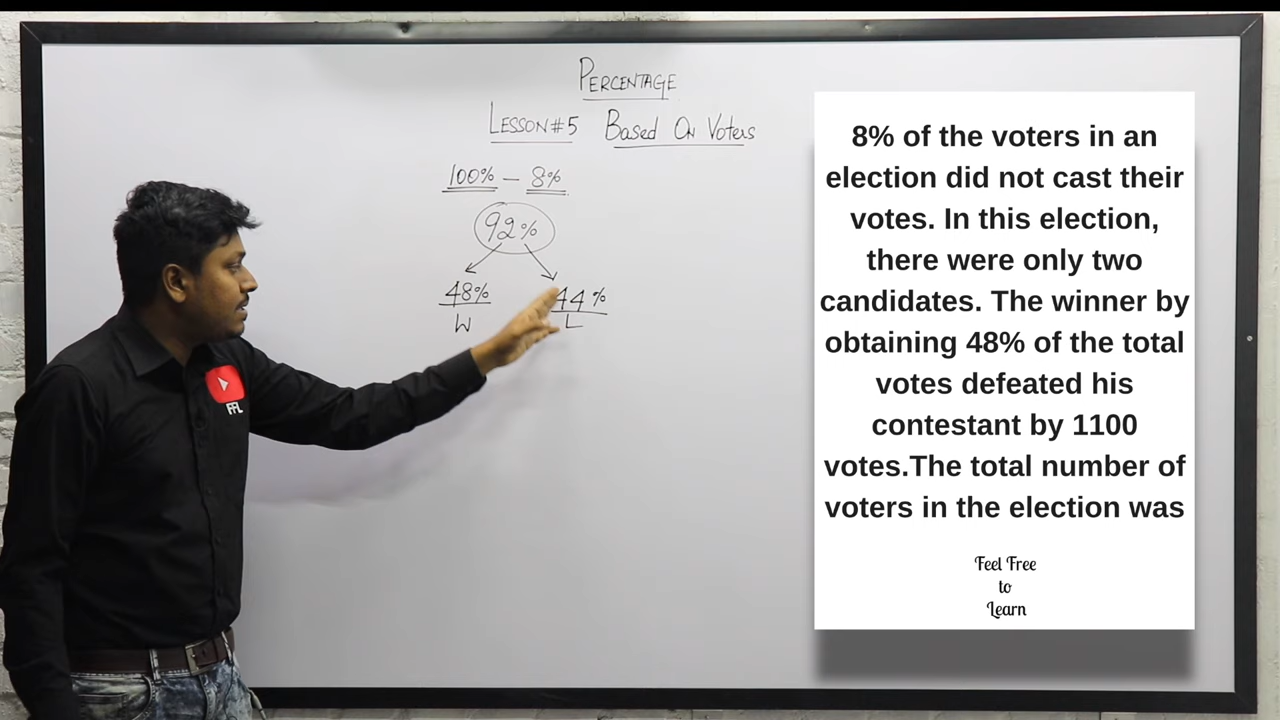 PERCENTAGE
LESSON#5 Based On Voters
100% - 8%
92%
48% 44%
W L
FFL
8% of the voters in an
election did not cast their
votes. In this election,
there were only two
candidates. The winner by
obtaining 48% of the total
votes defeated his
contestant by 1100
votes.The total number of
voters in the election was
Feel Free
to
Learn